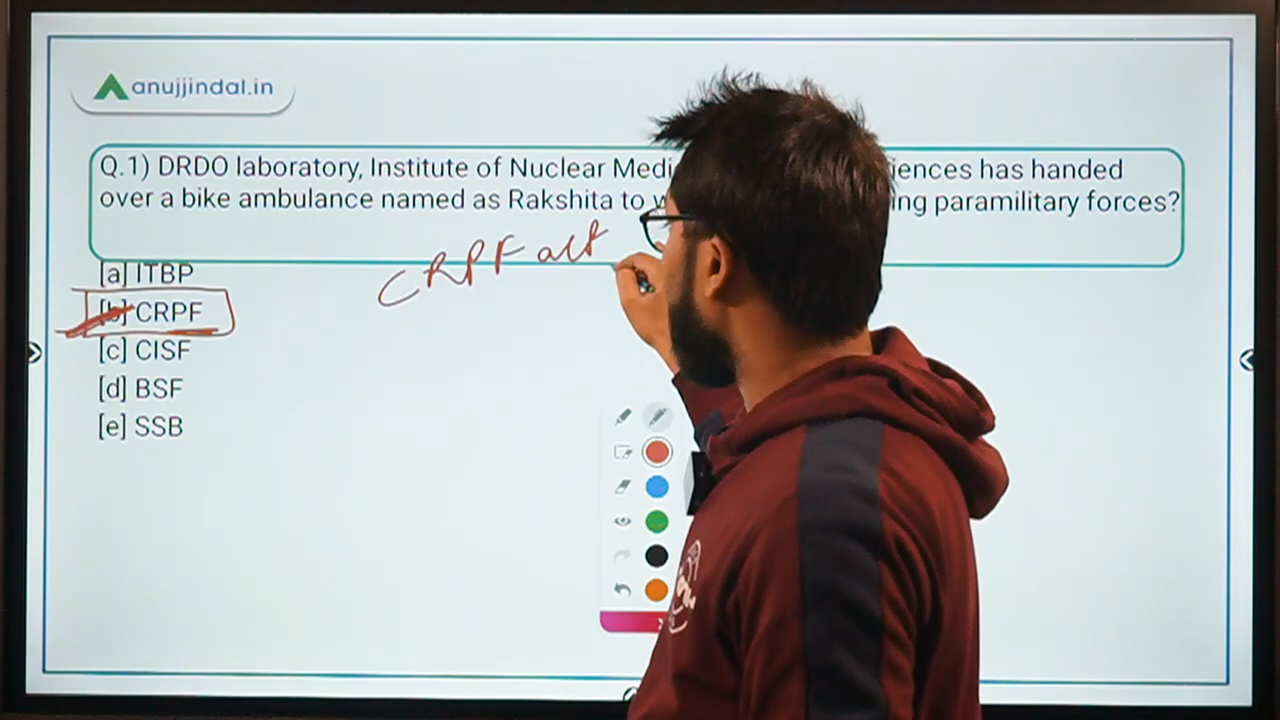 anujjindal.in
Q.1) DRDO laboratory, Institute of Nuclear Medi iences has handed
over a bike ambulance named as Rakshita to w ing paramilitary forces?
CRPF
[a] ITBP
[b] CRPF
[c] CISF
[d] BSF
[e] SSB